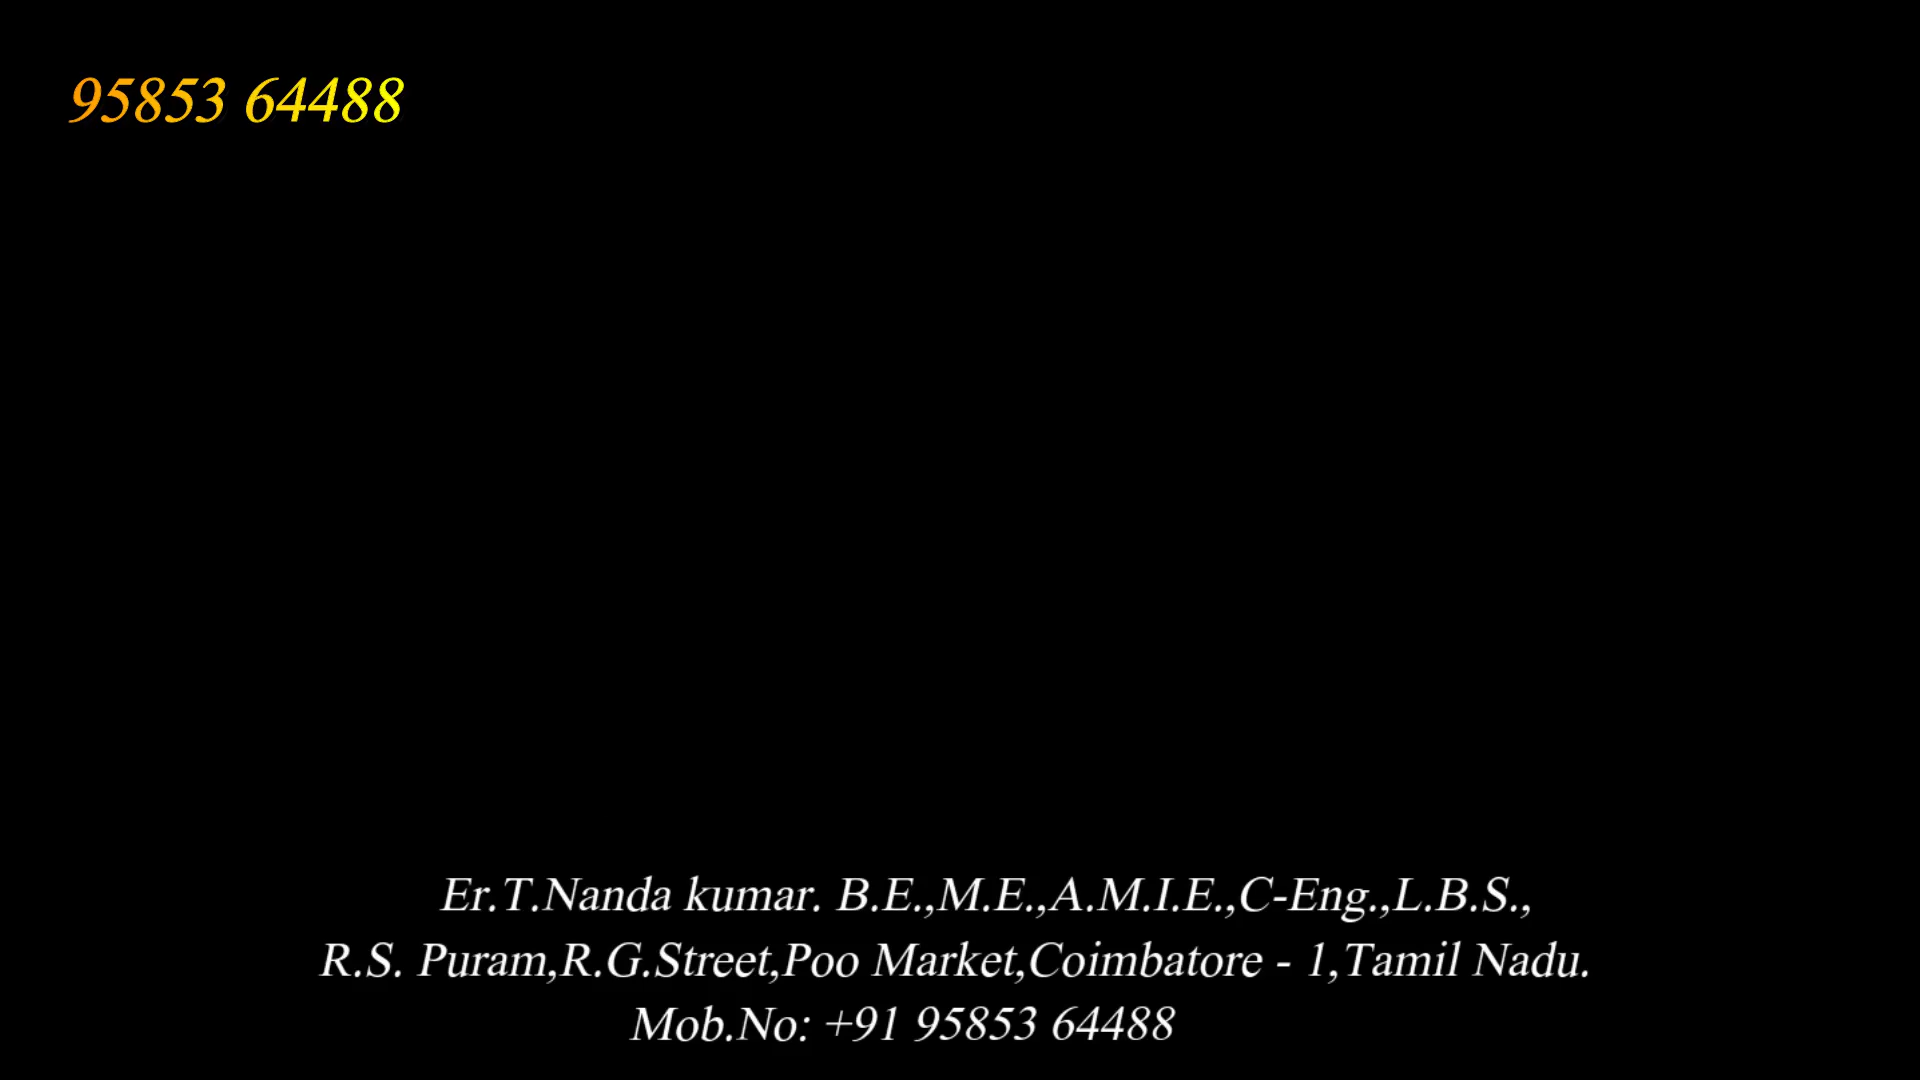 95853 64488
Er.T.Nanda kumar. B.E.,M.E.,A.M.I.E.,C-Eng.,L.B.S.,
R.S. Puram,R.G.Street,Poo Market,Coimbatore - 1,Tamil Nadu.
Mob.No: +91 95853 64488